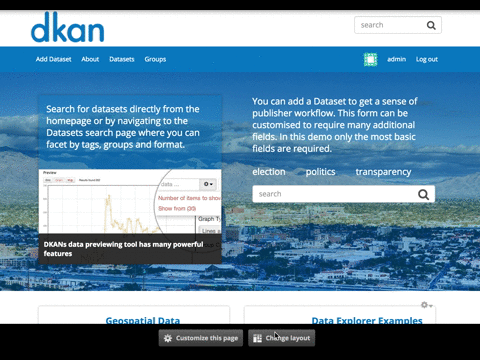 dkan
search
Add Dataset About Datasets Groups admin Log out
Search for datasets directly from the
homepage or by navigating to the
Datasets search page where you can
facet by tags, groups and format.
You can add a Dataset to get a sense of
publisher workflow. This form can be
customised to require many additional
fields. In this demo only the most basic
fields are required.
election politics transparency
search
Preview
data ...
Number of items to show
Show from DIS
Graph Ty
Lines &
DKANs data previewing tool has many powerful
features
Geospatial Data
Data Explorer Examples
Customize this page
Change layout